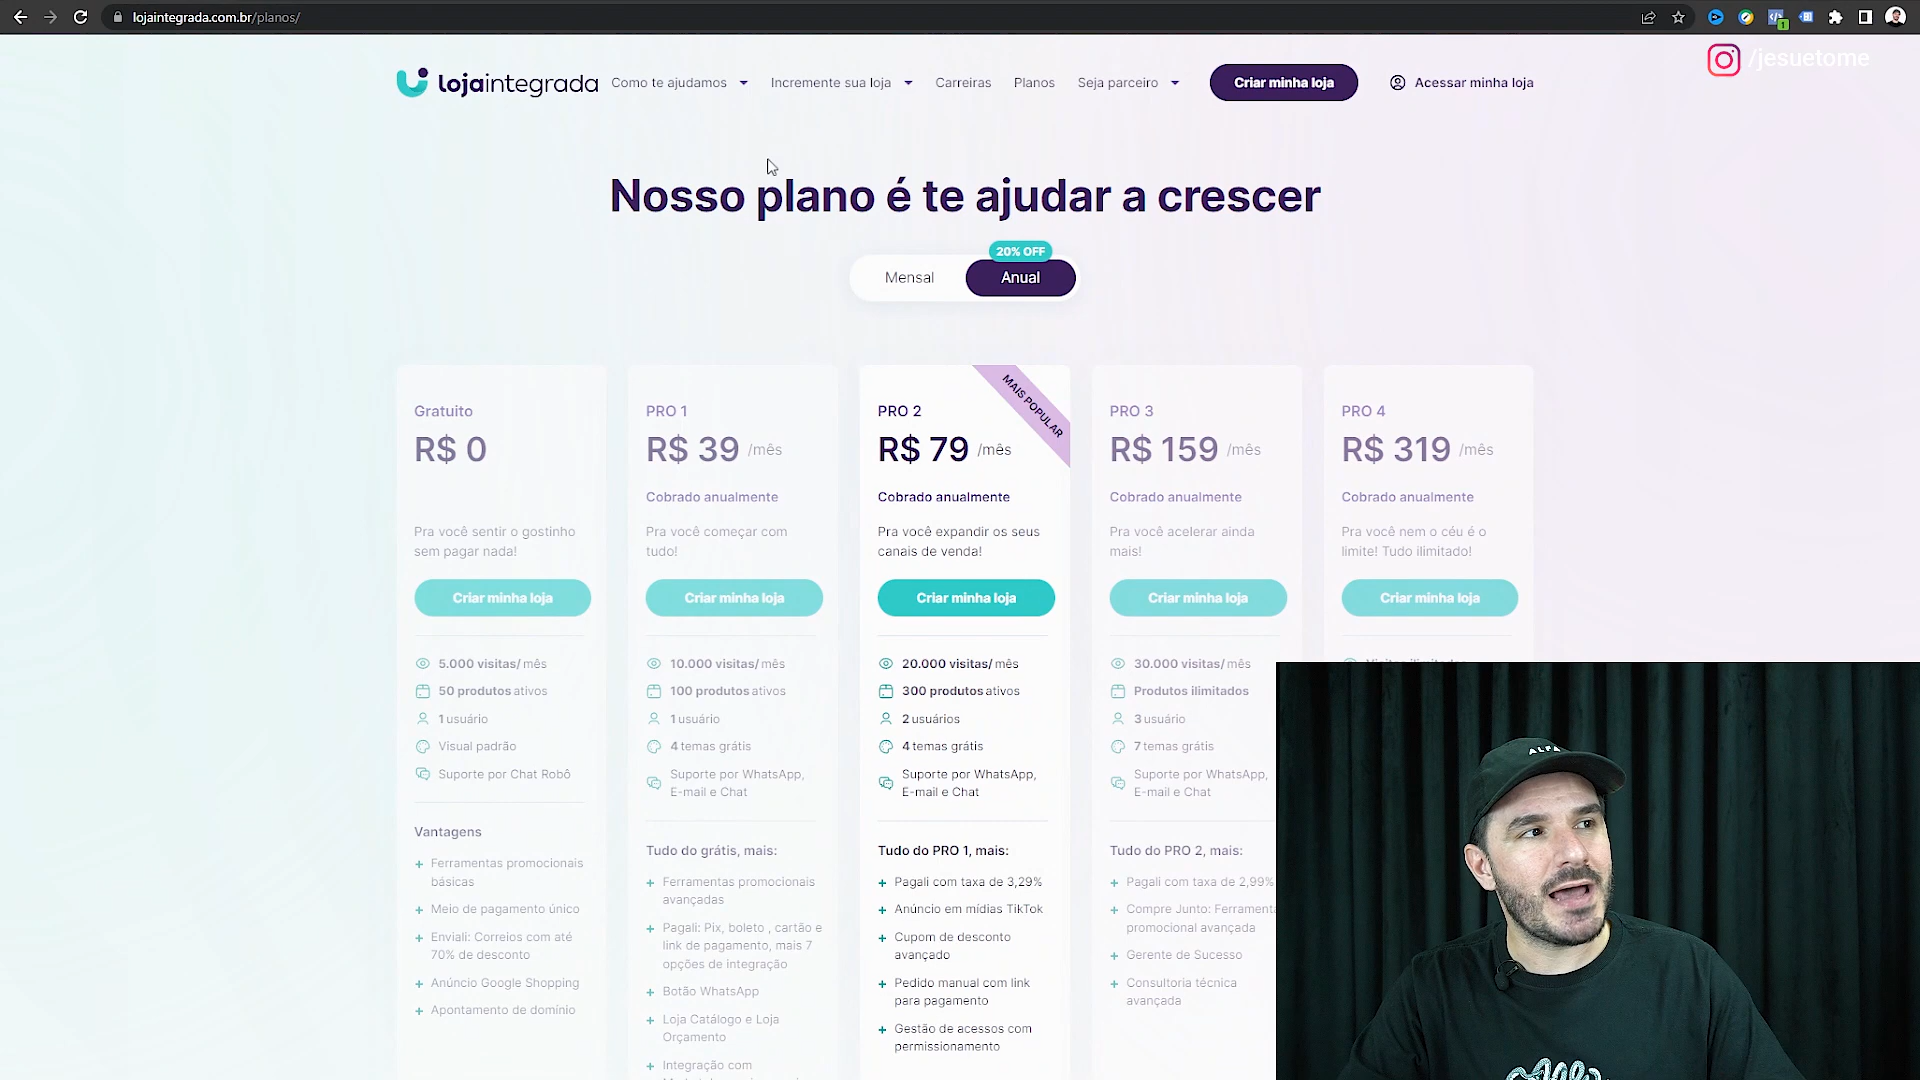 lojaintegrada.com.br/planos/
1
/jesuetome
lojaintegrada
Como te ajudamos
Incremente sua loja
Carreiras
Planos
Seja parceiro
Criar minha loja
Acessar minha loja
Nosso plano é te ajudar a crescer
20% OFF
Mensal
Anual
Gratuito
R$ 0
Pra você sentir o gostinho
sem pagar nada!
Criar minha loja
5.000 visitas/ mês
50 produtos ativos
1 usuário
Visual padrão
Suporte por Chat Robô
Vantagens
+ Ferramentas promocionais
básicas
+ Meio de pagamento único
+ Enviali: Correios com até
70% de desconto
+ Anúncio Google Shopping
+ Apontamento de domínio
PRO 1
R$ 39 /mês
Cobrado anualmente
Pra você começar com
tudo!
Criar minha loja
10.000 visitas/ mês
100 produtos ativos
1 usuário
4 temas grátis
Suporte por WhatsApp,
E-mail e Chat
Tudo do grátis, mais:
+ Ferramentas promocionais
avançadas
+ Pagali: Pix, boleto , cartão e
link de pagamento, mais 7
opções de integração
+ Botão WhatsApp
+ Loja Catálogo e Loja
Orçamento
+ Integração com
MAIS POPULAR
PRO 2
R$ 79 /mês
Cobrado anualmente
Pra você expandir os seus
canais de venda!
Criar minha loja
20.000 visitas/ mês
300 produtos ativos
2 usuários
4 temas grátis
Suporte por WhatsApp,
E-mail e Chat
Tudo do PRO 1, mais:
+ Pagali com taxa de 3,29%
+ Anúncio em mídias TikTok
+ Cupom de desconto
avançado
+ Pedido manual com link
para pagamento
+ Gestão de acessos com
permissionamento
PRO 3
R$ 159 /mês
Cobrado anualmente
Pra você acelerar ainda
mais!
Criar minha loja
30.000 visitas/ mês
Produtos ilimitados
3 usuário
7 temas grátis
Suporte por WhatsApp,
E-mail e Chat
Tudo do PRO 2, mais:
+ Pagali com taxa de 2,99%
+ Compre Junto: Ferramenta
promocional avançada
+ Gerente de Sucesso
+ Consultoria técnica
avançada
PRO 4
R$ 319 /mês
Cobrado anualmente
Pra você nem o céu é o
limite! Tudo ilimitado!
Criar minha loja
ALFA